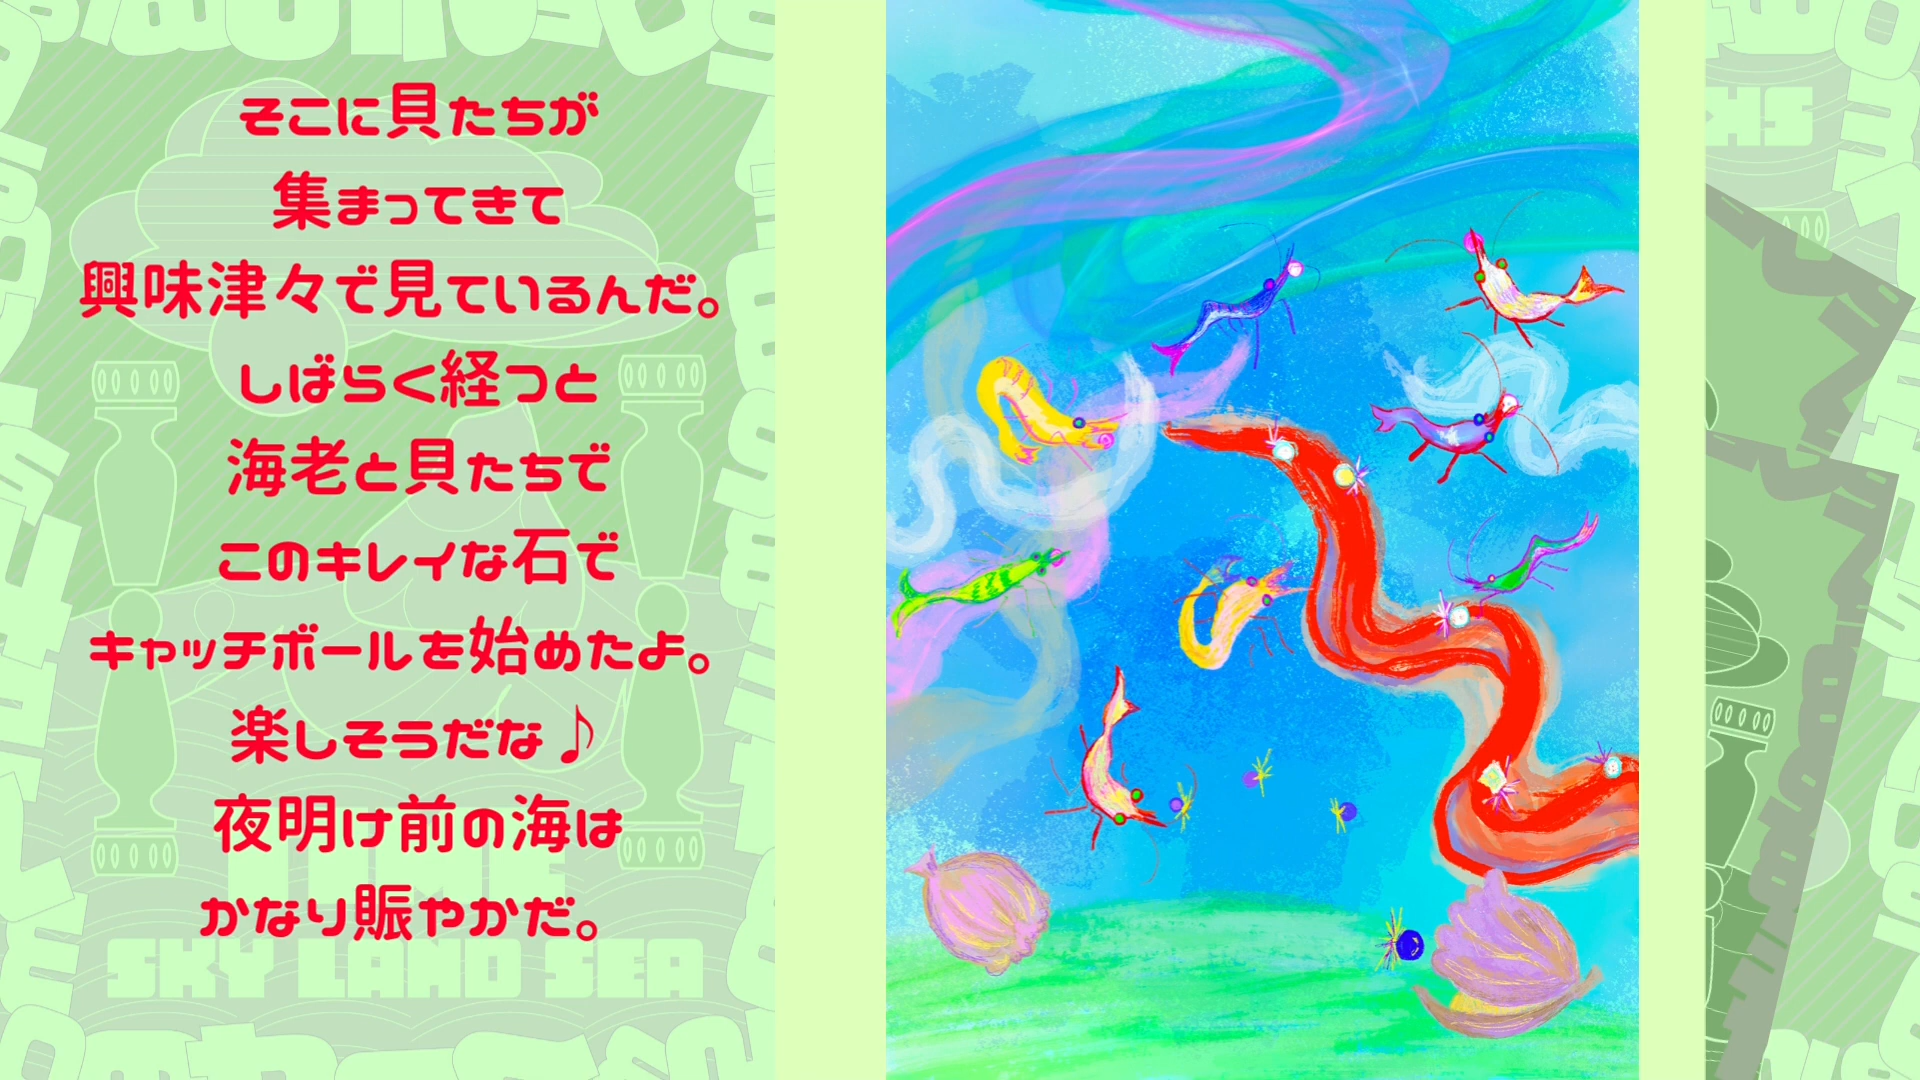 そこに貝たちが
集まってきて
興味津々で見ているんだ。
しばらく経つと
海老と貝たちで
このキレイな石で
キャッチボールを始めたよ。
楽しそうだな♪
夜明け前の海は
かなり賑やかだ。
TIME
SKY LAND SEA